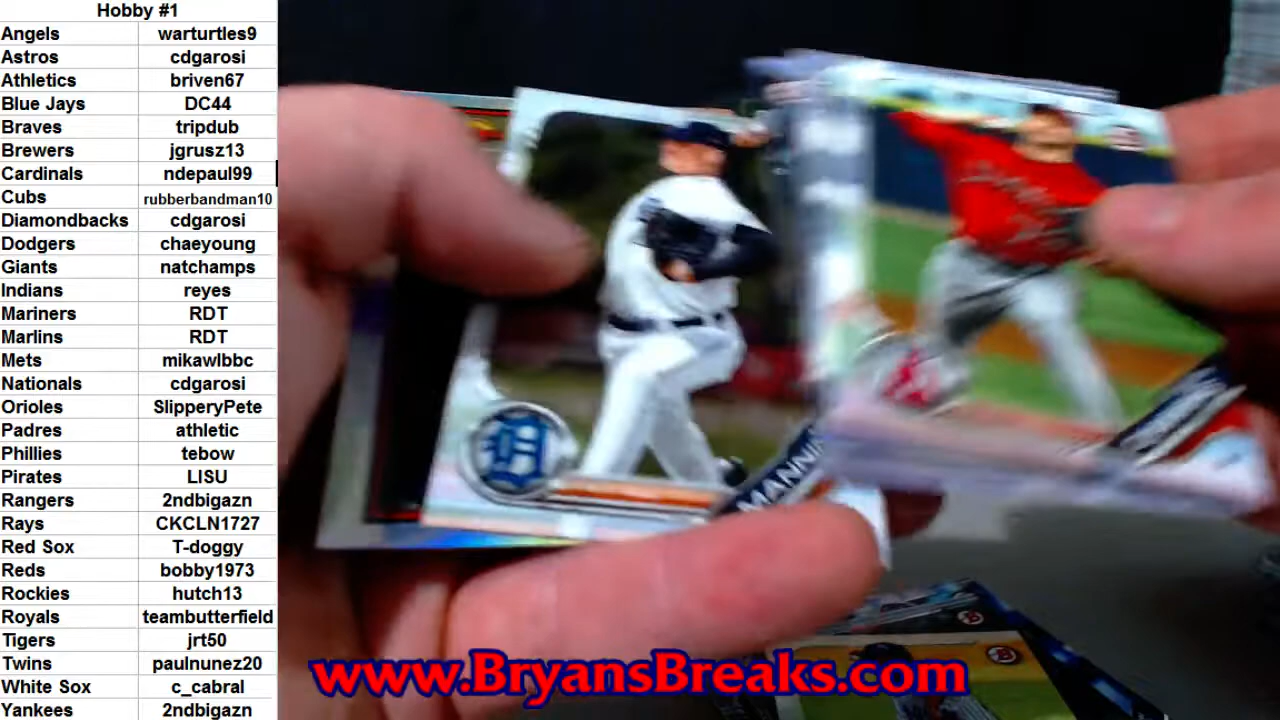 Hobby #1
Angels warturtles9
Astros cdgarosi
Athletics briven67
Blue Jays DC44
Braves tripdub
Brewers jgrusz13
Cardinals ndepaul99
Cubs rubberbandman10
Diamondbacks cdgarosi
Dodgers chaeyoung
Giants natchamps
Indians reyes
Mariners RDT
Marlins RDT
Mets mikawlbbc
Nationals cdgarosi
Orioles SlipperyPete
Padres athletic
Phillies tebow
Pirates LISU
Rangers 2ndbigazn
Rays CKCLN1727
Red Sox T-doggy
Reds bobby1973
Rockies hutch13
Royals teambutterfield
Tigers jrt50
Twins paulnunez20
White Sox c_cabral
Yankees 2ndbigazn
D
MANNI
www.BryansBreaks.com